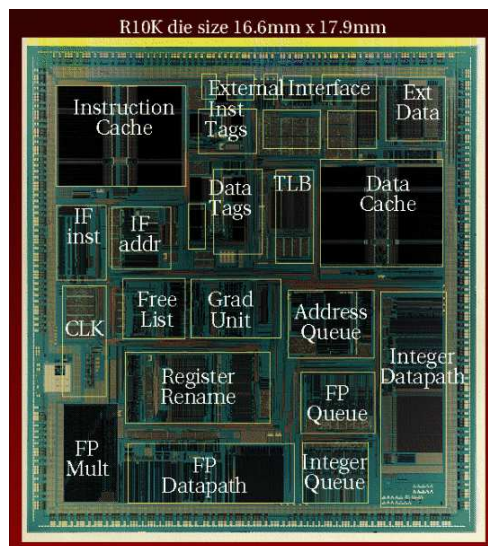 R10K die size 16.6mm x 17.9mm
Instruction
Cache
External Interface
Inst
Tags
Ext
Data
Data
Tags
TLB
Data
Cache
IF
inst
IF
addr
CLK
Free
List
Grad
Unit
Address
Queue
Integer
Datapath
Register
Rename
FP
Queue
FP
Mult
FP
Datapath
Integer
Queue